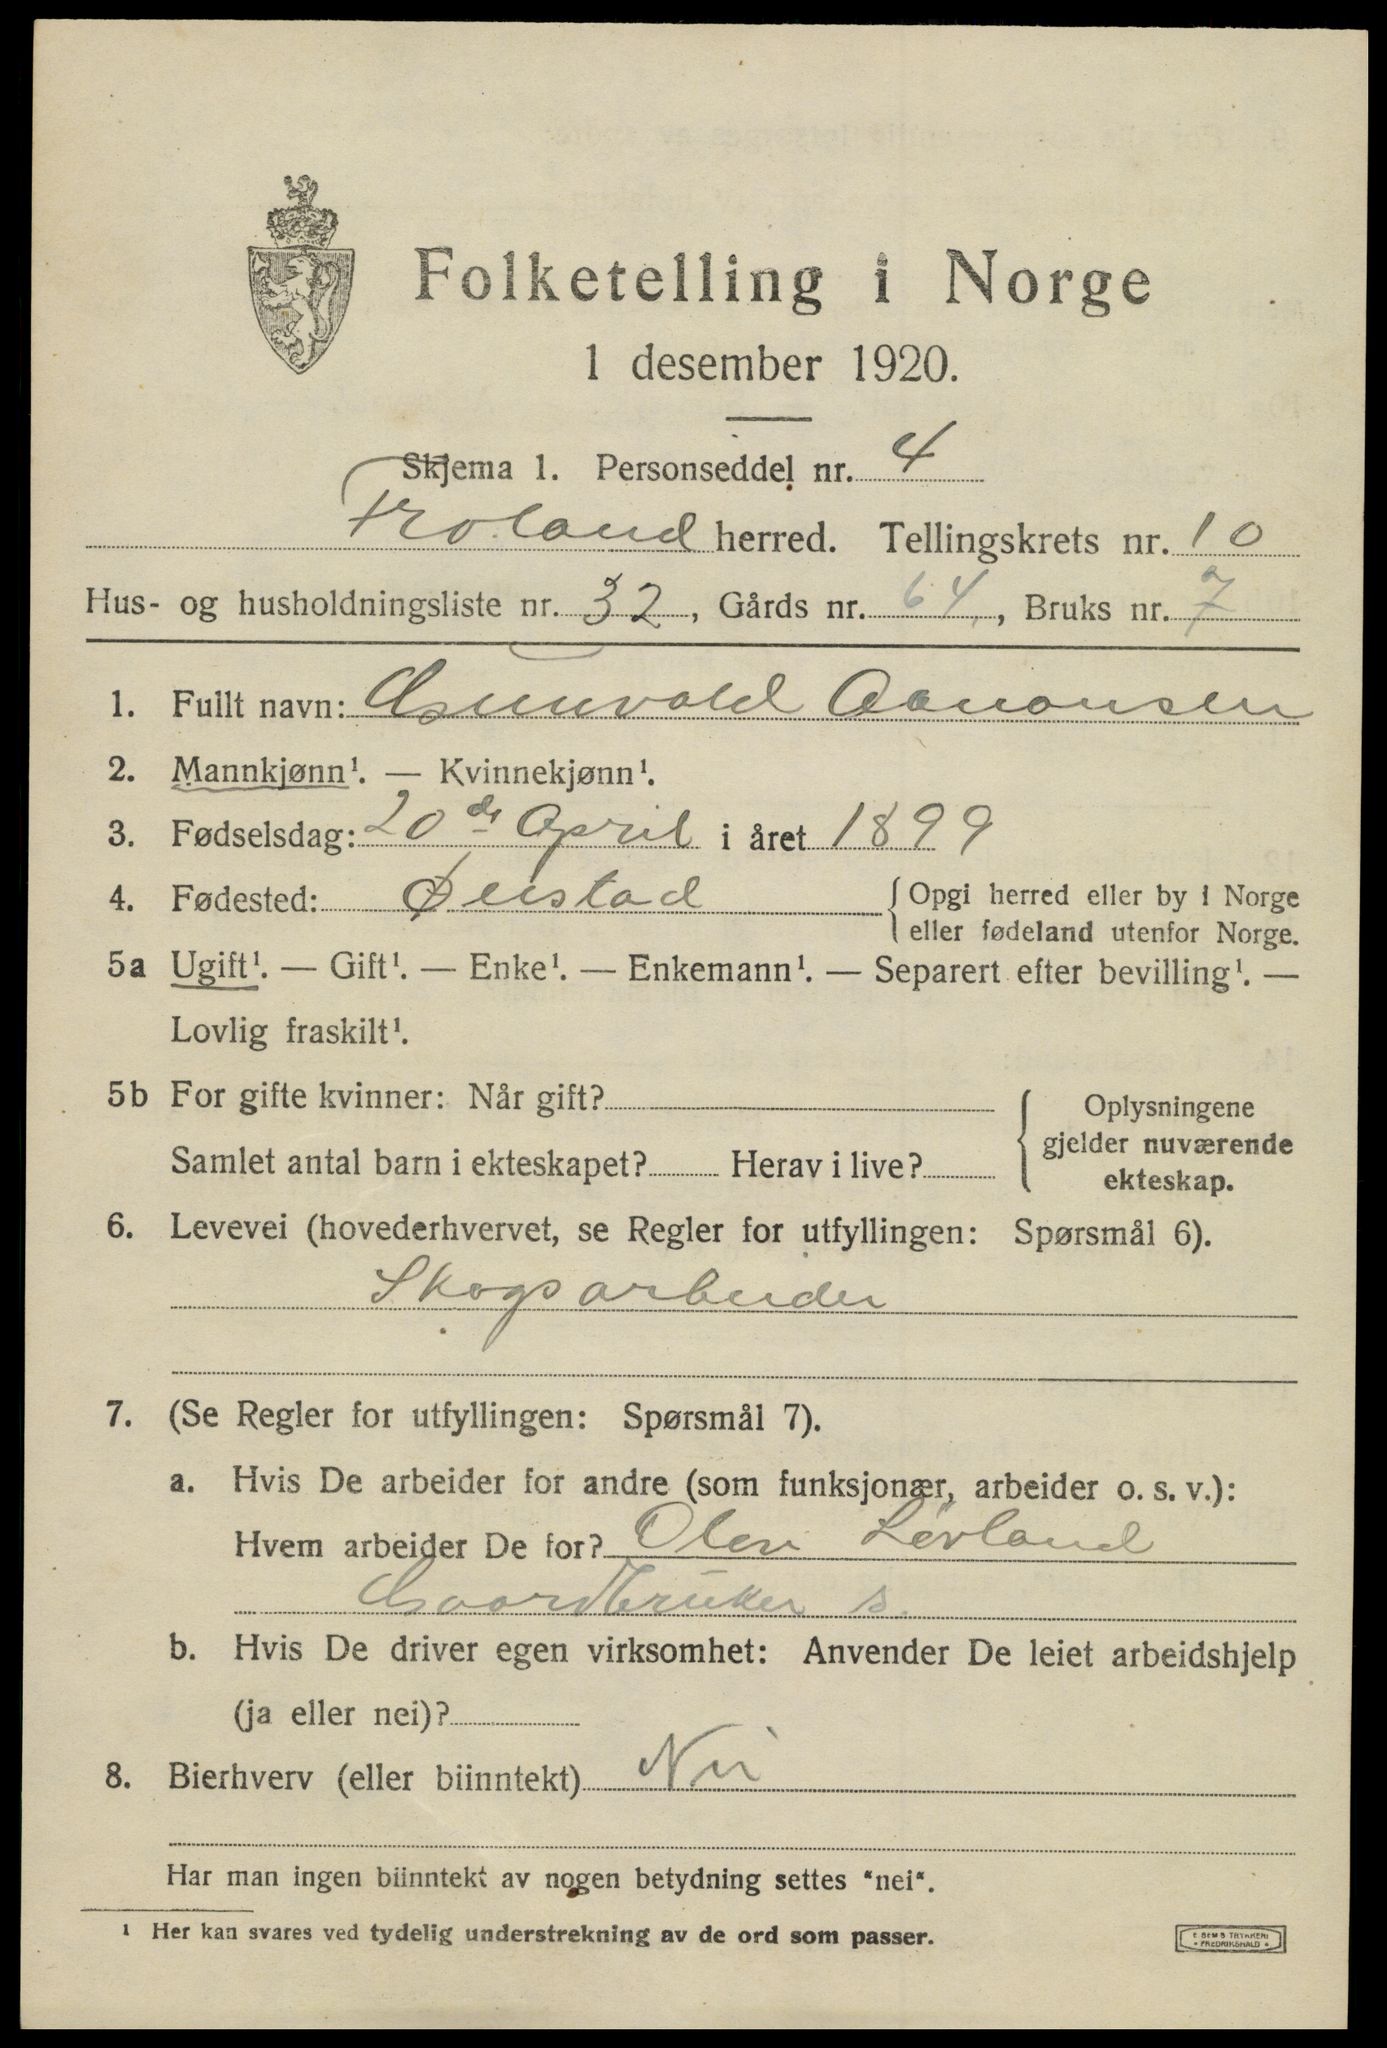 Folketelling i Norge
1 desember 1920.
Skjema 1. Personseddel nr. 4
Froland herred. Tellingskrets nr. 10
Hus- og husholdningsliste nr. 32, Gårds nr. 64, Bruks nr. 7
1. Fullt navn: Gunvald Aanonsen
2. Mannkjønn¹. — Kvinnekjønn¹.
3. Fødselsdag: 20de April i året 1899
4. Fødested: Øiestad { Opgi herred eller by i Norge
eller fødeland utenfor Norge.
5a Ugift¹. — Gift¹. — Enke¹. — Enkemann¹. — Separert efter bevilling¹. —
Lovlig fraskilt¹.
5b For gifte kvinner: Når gift?
Samlet antal barn i ekteskapet? Herav i live?
{ Oplysningene
gjelder nuværende
ekteskap.
6. Levevei (hovederhvervet, se Regler for utfyllingen: Spørsmål 6).
Skogsarbeider
7. (Se Regler for utfyllingen: Spørsmål 7).
a. Hvis De arbeider for andre (som funksjonær, arbeider o. s. v.):
Hvem arbeider De for? Olen Løvland
Gaardbruker s.
b. Hvis De driver egen virksomhet: Anvender De leiet arbeidshjelp
(ja eller nei)?
8. Bierhverv (eller biinntekt) Nei
Har man ingen biinntekt av nogen betydning settes "nei".
1 Her kan svares ved tydelig understrekning av de ord som passer.
E. SEMS TRYKKERI
• FREDRIKSHALD •